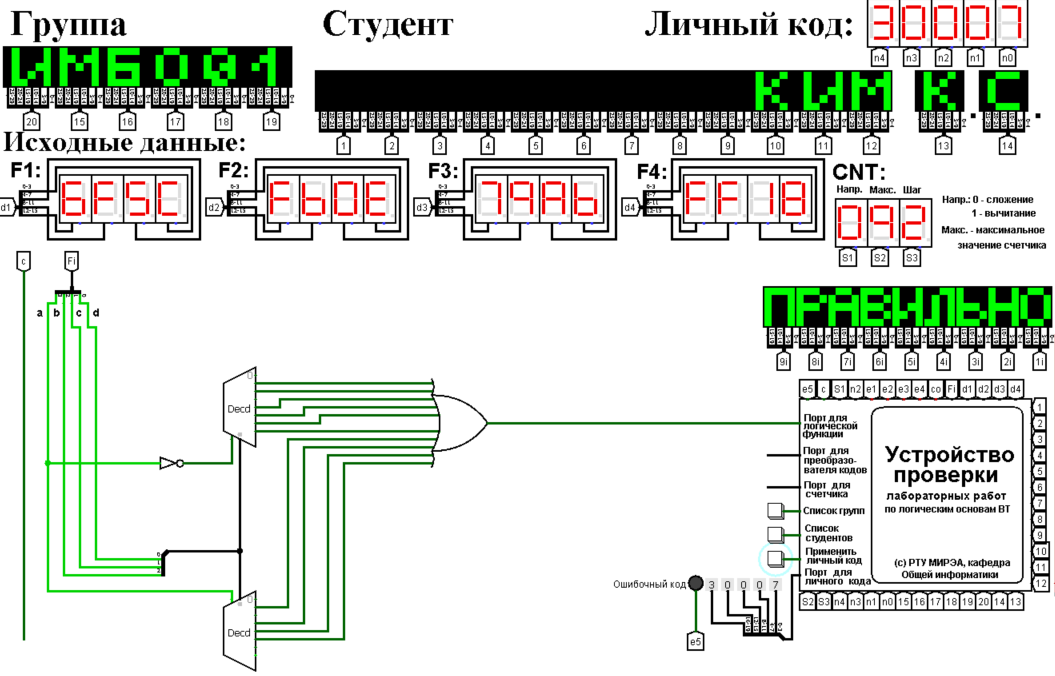 Группа Студент Личный код: 30007
n4 n3 n2 n1 n0
ИМБО01 КИМ К. С.
20 15 16 17 18 19
1 2 3 4 5 6 7 8 9 10 11 12 13 14
Исходные данные:
F1: F2: F3: F4: CNT:
Напр. Макс. Шаг
d1 6F5C d2 Fb0E d3 79A6 d4 FF18 092
Напр.: 0 - сложение
1 - вычитание
Макс. - максимальное
значение счетчика
S1 S2 S3
c Fi
a b c d
ПРАВИЛЬНО
9i 8i 7i 6i 5i 4i 3i 2i 1i
e5 c S1 n2 e1 e2 e3 e4 co Fi d1 d2 d3 d4
Decd
Порт для
логической
функции
Порт для
преобразо-
вателя кодов
Порт для
счетчика
Список групп
Список
студентов
Применить
личный код
Порт для
личного кода
Устройство
проверки
лабораторных работ
по логическим основам ВТ
(с) РТУ МИРЭА, кафедра
Общей информатики
1
2
3
4
5
6
7
8
9
10
11
12
Ошибочный код 3 0 0 0 7
S2 S3 n4 n3 n1 n0 15 16 17 18 19 20 14 13
Decd
e5